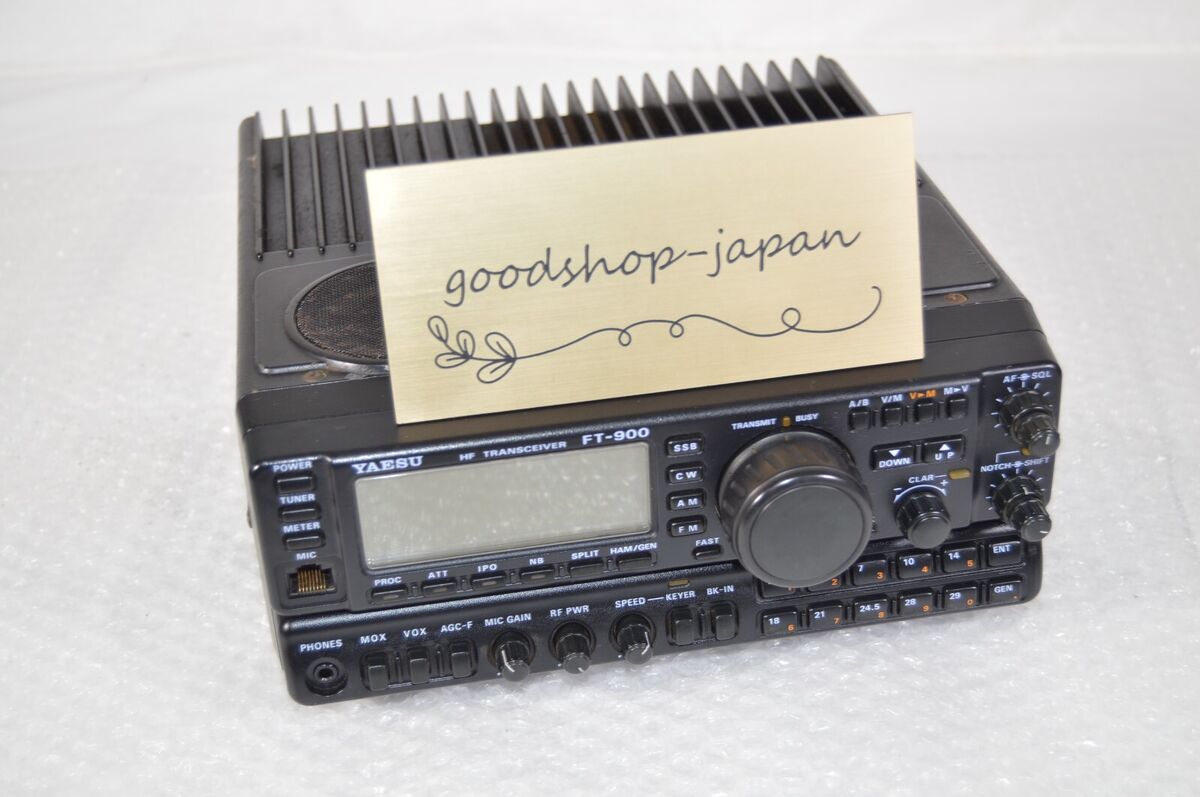 goodshop-japan
YAESU HF TRANSCEIVER FT-900
POWER
TUNER
METER
MIC
PROC ATT IPO NB SPLIT HAM/GEN
SSB
CW
AM
FM
FAST
TRANSMIT BUSY
A/B V/M V▶M M▶V
▼ DOWN
▲ UP
CLAR
+
AF SQL
NOTCH SHIFT
PHONES MOX VOX AGC-F MIC GAIN RF PWR SPEED KEYER BK-IN
1 2 7 3 10 4 14 5 ENT
18 6 21 7 24.5 8 28 9 29 0 GEN